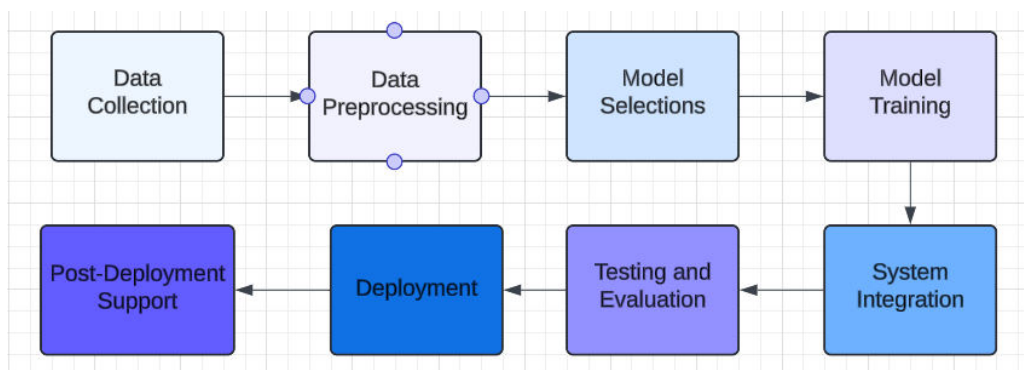 Data
Collection
Data
Preprocessing
Model
Selections
Model
Training
System
Integration
Testing and
Evaluation
Deployment
Post-Deployment
Support